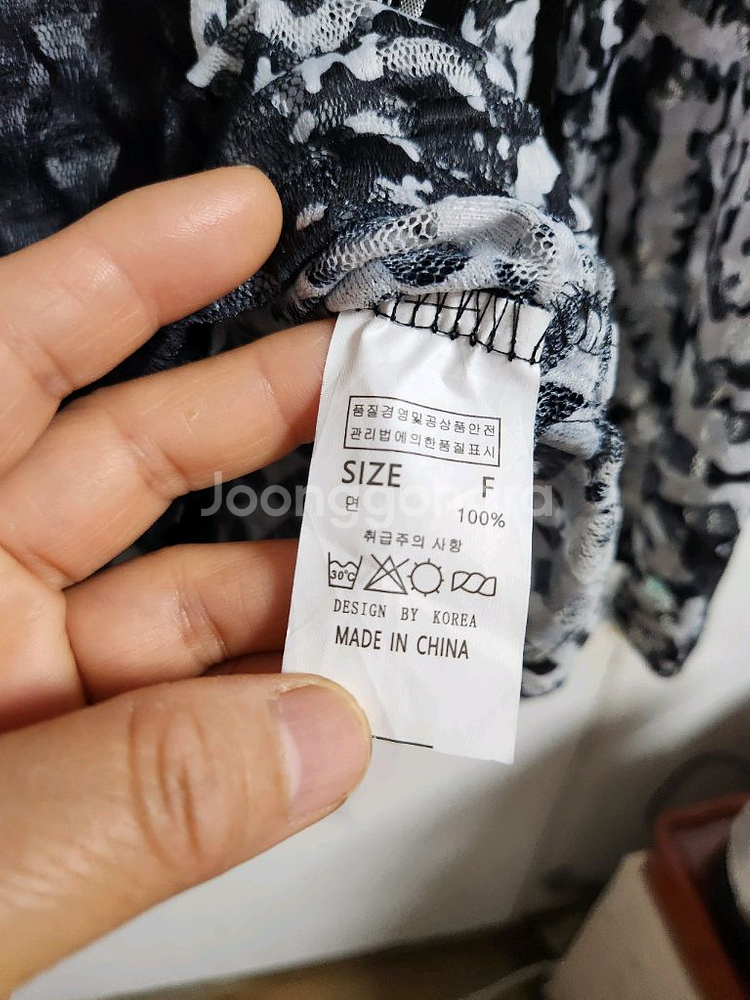 품질경영및공상품안전
관리법에의한품질표시
SIZE F
면 100%
취급주의 사항
30°C
DESIGN BY KOREA
MADE IN CHINA
Joonggonara